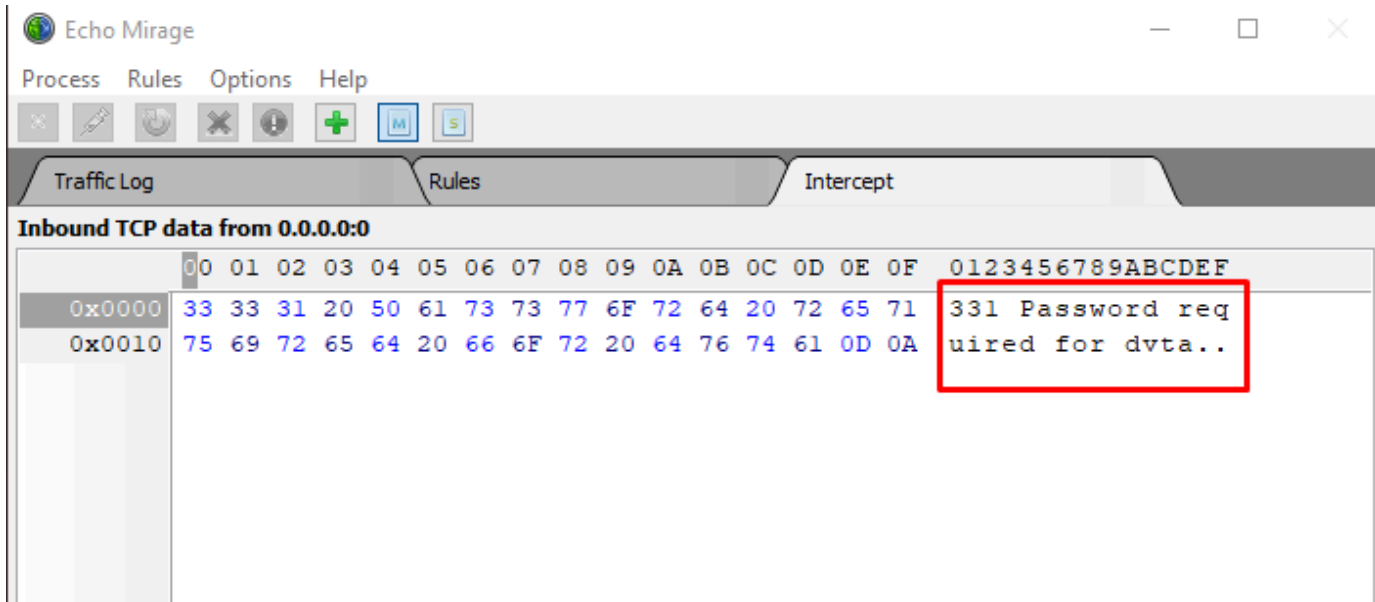 Echo Mirage
Process Rules Options Help
M S
Traffic Log Rules Intercept
Inbound TCP data from 0.0.0.0:0
00 01 02 03 04 05 06 07 08 09 0A 0B 0C 0D 0E 0F 0123456789ABCDEF
0x0000 33 33 31 20 50 61 73 73 77 6F 72 64 20 72 65 71 331 Password req
0x0010 75 69 72 65 64 20 66 6F 72 20 64 76 74 61 0D 0A uired for dvta..